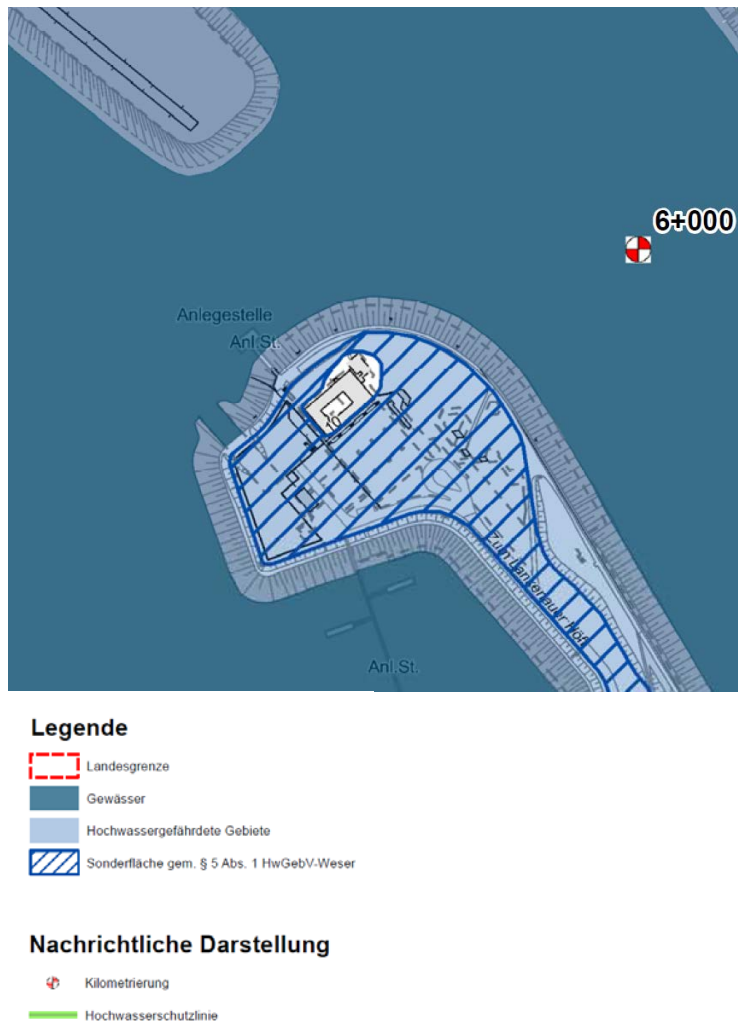 6+000
Anlegestelle
Anl.St.
10
Zum Lankenauer Höft
Anl.St.
Legende
Landesgrenze
Gewässer
Hochwassergefährdete Gebiete
Sonderfläche gem. § 5 Abs. 1 HwGebV-Weser
Nachrichtliche Darstellung
Kilometrierung
Hochwasserschutzlinie